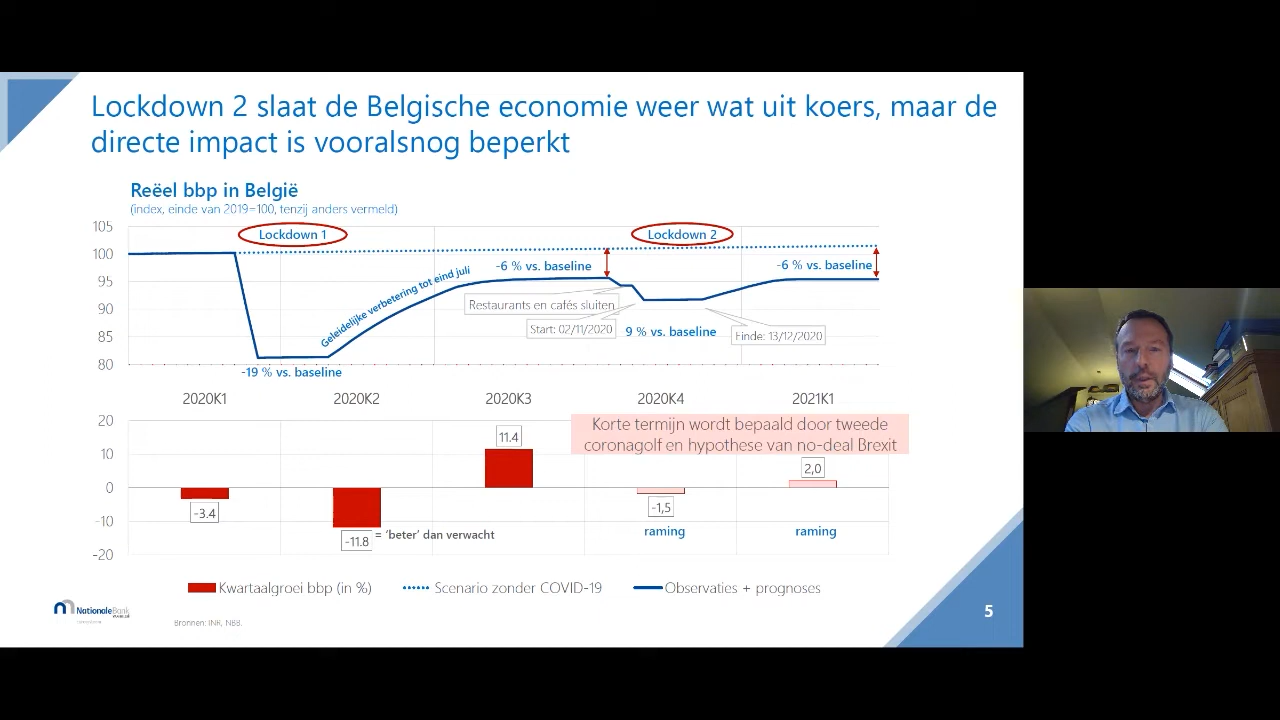 Lockdown 2 slaat de Belgische economie weer wat uit koers, maar de
directe impact is vooralsnog beperkt
Reëel bbp in België
(index, einde van 2019=100, tenzij anders vermeld)
105
100
95
90
85
80
Lockdown 1
Lockdown 2
-6 % vs. baseline
-6 % vs. baseline
Geleidelijke verbetering tot eind juli
Restaurants en cafés sluiten
Start: 02/11/2020
9 % vs. baseline
Einde: 13/12/2020
-19 % vs. baseline
2020K1 2020K2 2020K3 2020K4 2021K1
20
10
0
-10
-20
Korte termijn wordt bepaald door tweede
coronagolf en hypothese van no-deal Brexit
-3.4
-11.8
= ‘beter’ dan verwacht
11.4
-1,5
raming
2,0
raming
Kwartaalgroei bbp (in %) Scenario zonder COVID-19 Observaties + prognoses
NationaleBank
Bronnen: INR, NBB.
5